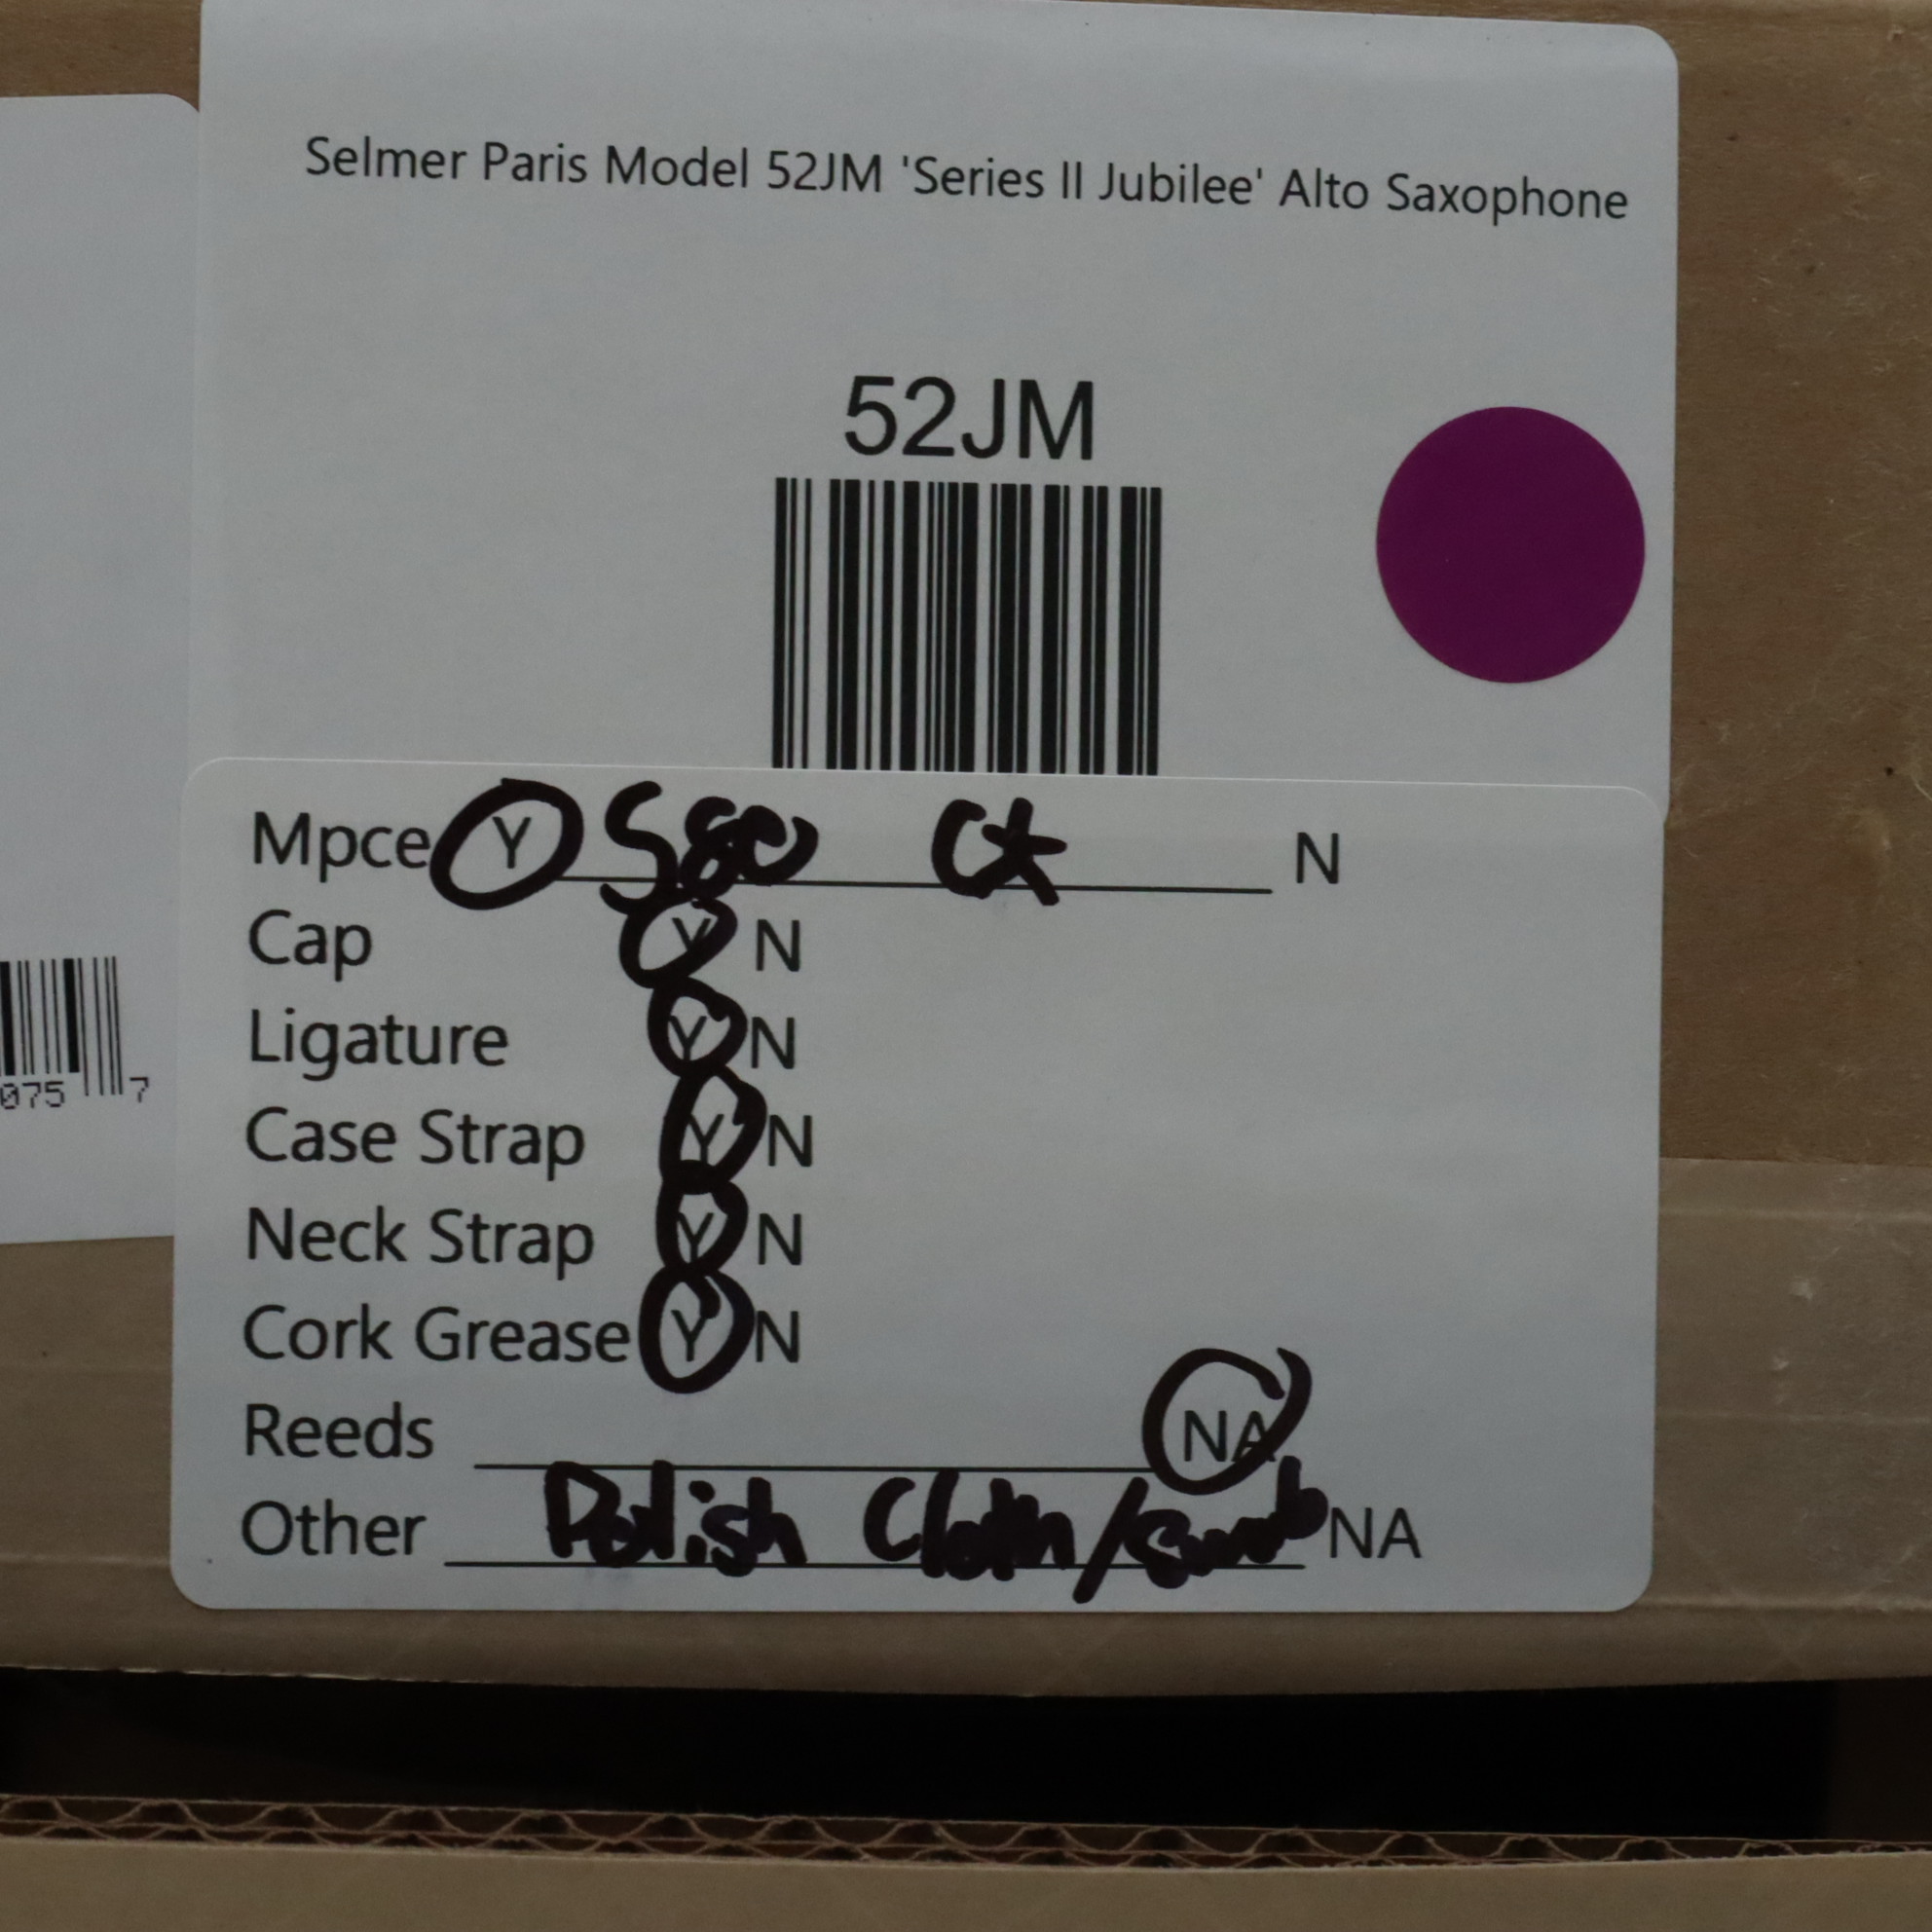 Selmer Paris Model 52JM 'Series II Jubilee' Alto Saxophone
52JM
075 7
Mpce Y S80 C* N
Cap Y N
Ligature Y N
Case Strap Y N
Neck Strap Y N
Cork Grease Y N
Reeds NA
Other Polish Cloth/Swab NA